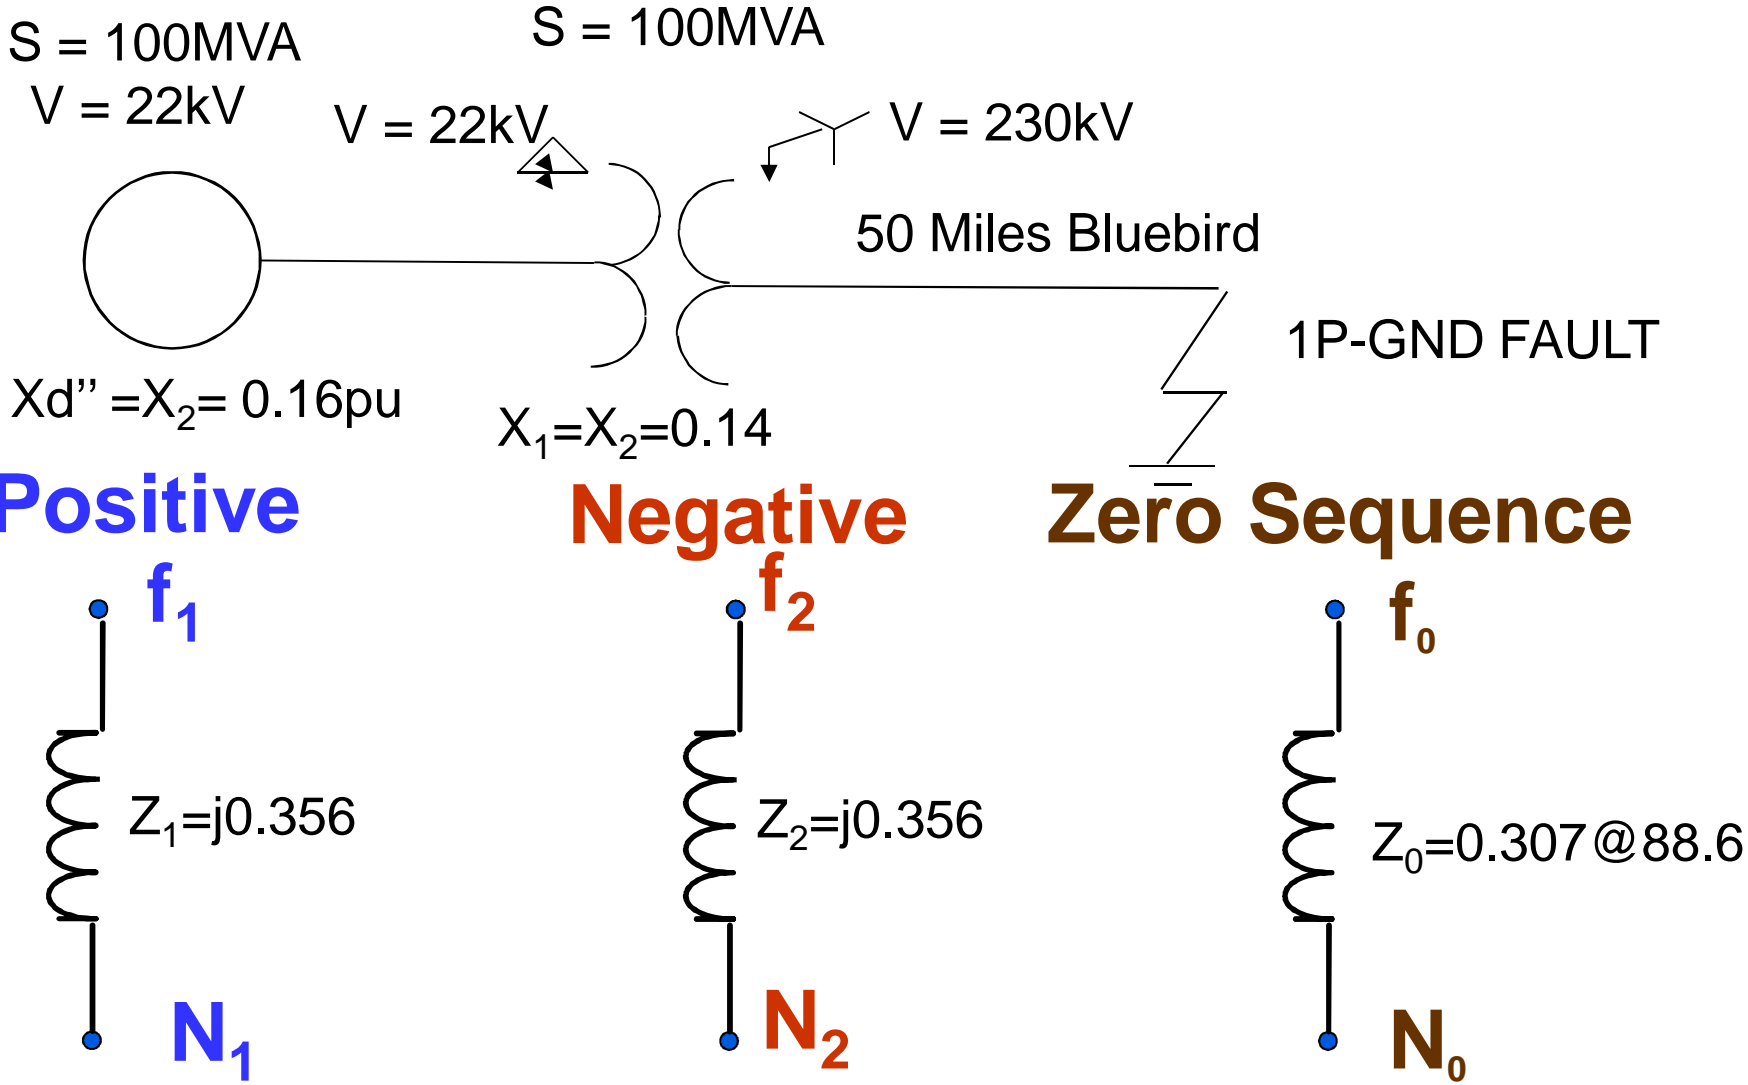 S = 100MVA
S = 100MVA
V = 22kV
V = 22kV
V = 230kV
50 Miles Bluebird
1P-GND FAULT
Xd’’ =X₂= 0.16pu
X₁=X₂=0.14
Positive
Negative
Zero Sequence
f₁
f₂
f₀
Z₁=j0.356
Z₂=j0.356
Z₀=0.307@88.6
N₁
N₂
N₀